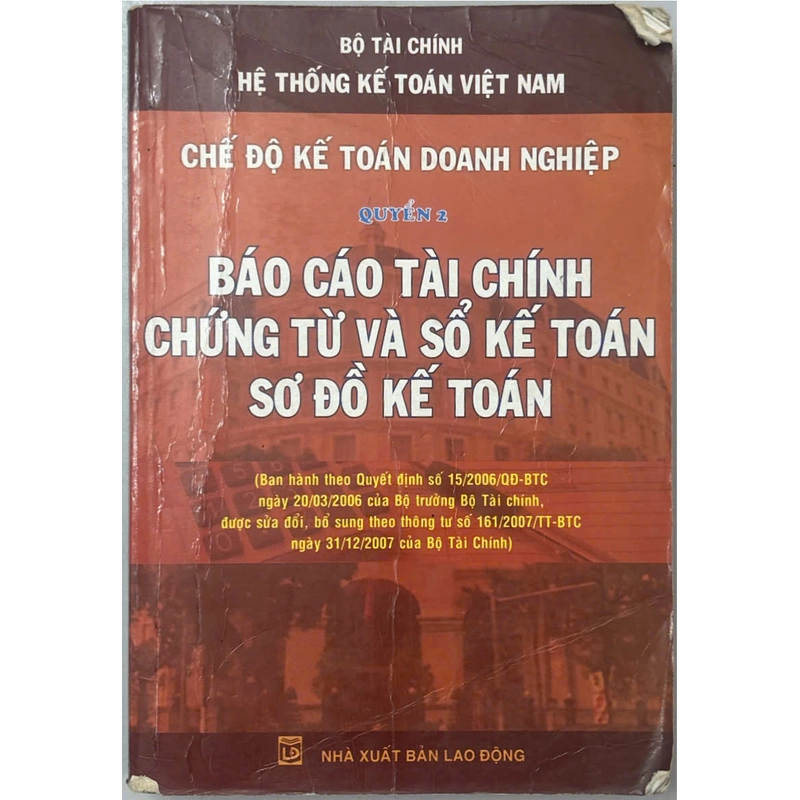 BỘ TÀI CHÍNH
HỆ THỐNG KẾ TOÁN VIỆT NAM
CHẾ ĐỘ KẾ TOÁN DOANH NGHIỆP
QUYỂN 2
BÁO CÁO TÀI CHÍNH
CHỨNG TỪ VÀ SỔ KẾ TOÁN
SƠ ĐỒ KẾ TOÁN
(Ban hành theo Quyết định số 15/2006/QĐ-BTC
ngày 20/03/2006 của Bộ trưởng Bộ Tài chính,
được sửa đổi, bổ sung theo thông tư số 161/2007/TT-BTC
ngày 31/12/2007 của Bộ Tài Chính)
LĐ
NHÀ XUẤT BẢN LAO ĐỘNG